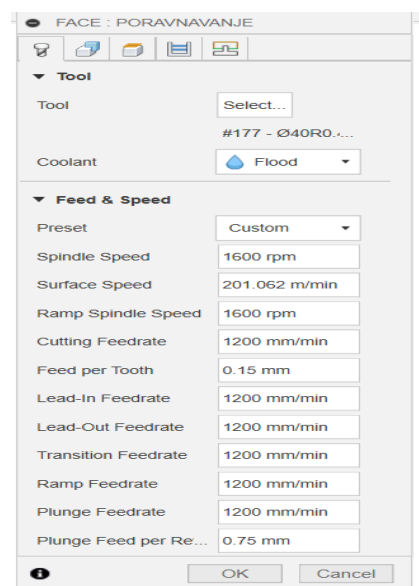 FACE : PORAVNAVANJE
Tool
Tool Select...
#177 - Ø40R0....
Coolant Flood
Feed & Speed
Preset Custom
Spindle Speed 1600 rpm
Surface Speed 201.062 m/min
Ramp Spindle Speed 1600 rpm
Cutting Feedrate 1200 mm/min
Feed per Tooth 0.15 mm
Lead-In Feedrate 1200 mm/min
Lead-Out Feedrate 1200 mm/min
Transition Feedrate 1200 mm/min
Ramp Feedrate 1200 mm/min
Plunge Feedrate 1200 mm/min
Plunge Feed per Re... 0.75 mm
OK Cancel